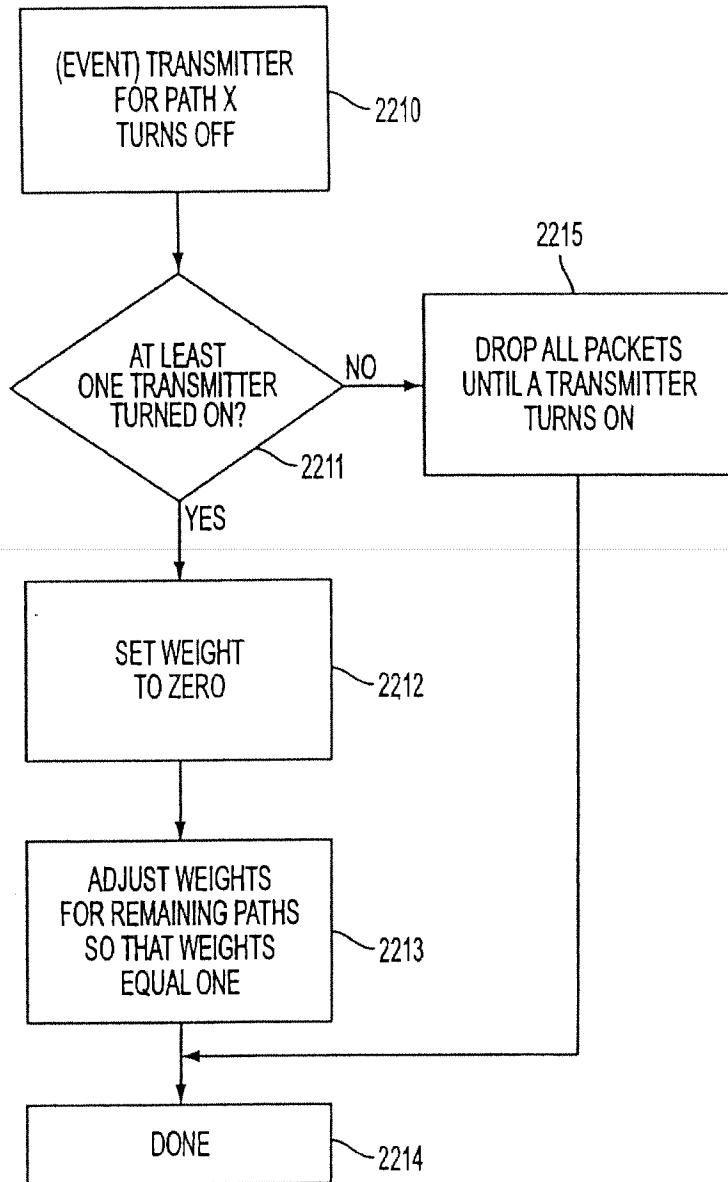 (EVENT) TRANSMITTER
FOR PATH X
TURNS OFF
2210
AT LEAST
ONE TRANSMITTER
TURNED ON?
2211
NO
2215
DROP ALL PACKETS
UNTIL A TRANSMITTER
TURNS ON
YES
SET WEIGHT
TO ZERO
2212
ADJUST WEIGHTS
FOR REMAINING PATHS
SO THAT WEIGHTS
EQUAL ONE
2213
DONE
2214